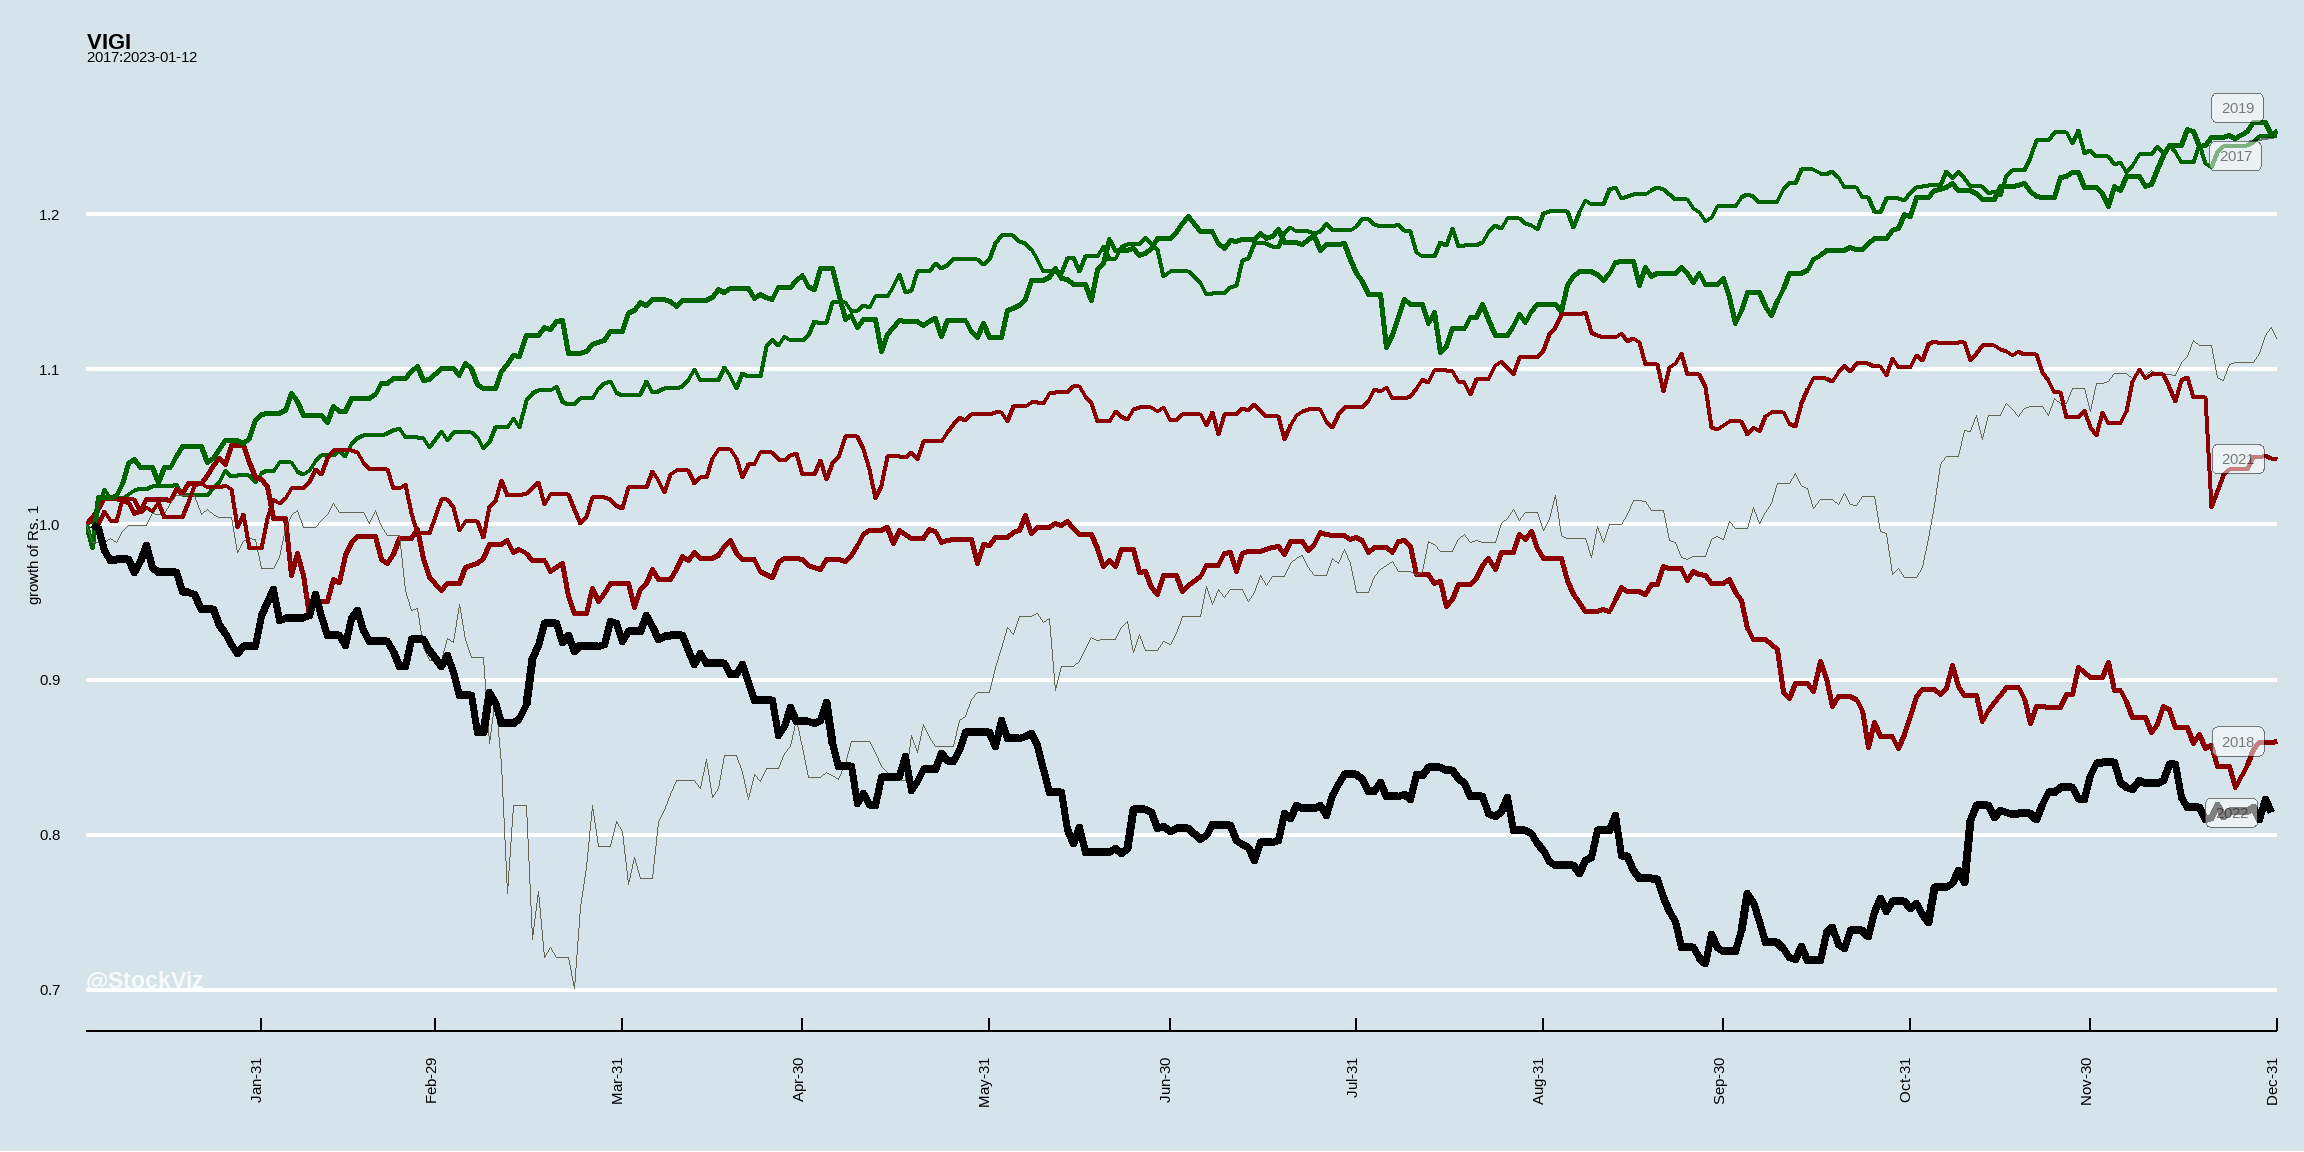 VIGI
2017:2023-01-12
2019
2017
2021
2018
2022
growth of Rs. 1
1.2
1.1
1.0
0.9
0.8
0.7
@StockViz
Jan-31
Feb-29
Mar-31
Apr-30
May-31
Jun-30
Jul-31
Aug-31
Sep-30
Oct-31
Nov-30
Dec-31